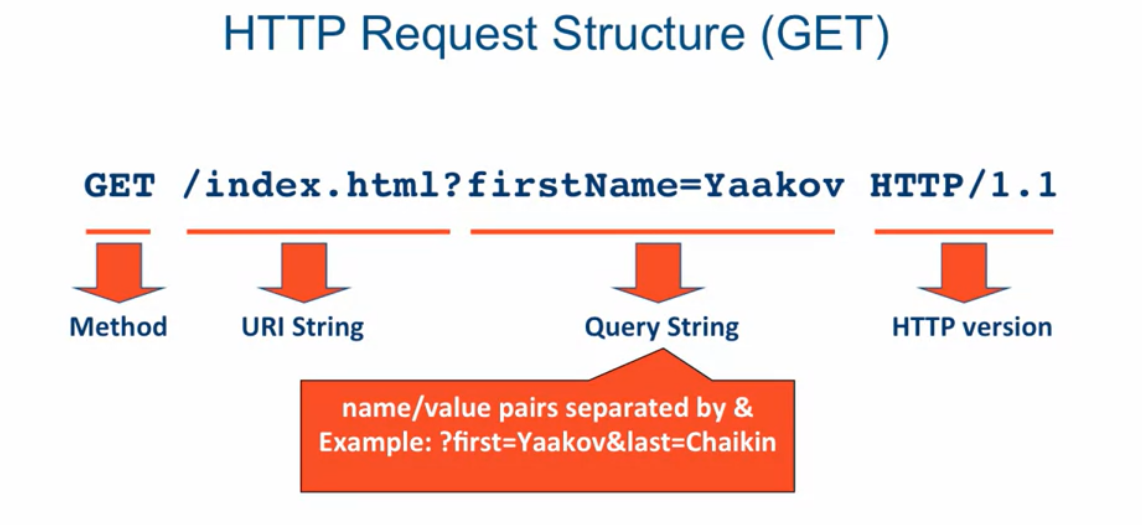 HTTP Request Structure (GET)
GET /index.html?firstName=Yaakov HTTP/1.1
Method URI String Query String HTTP version
name/value pairs separated by &
Example: ?first=Yaakov&last=Chaikin